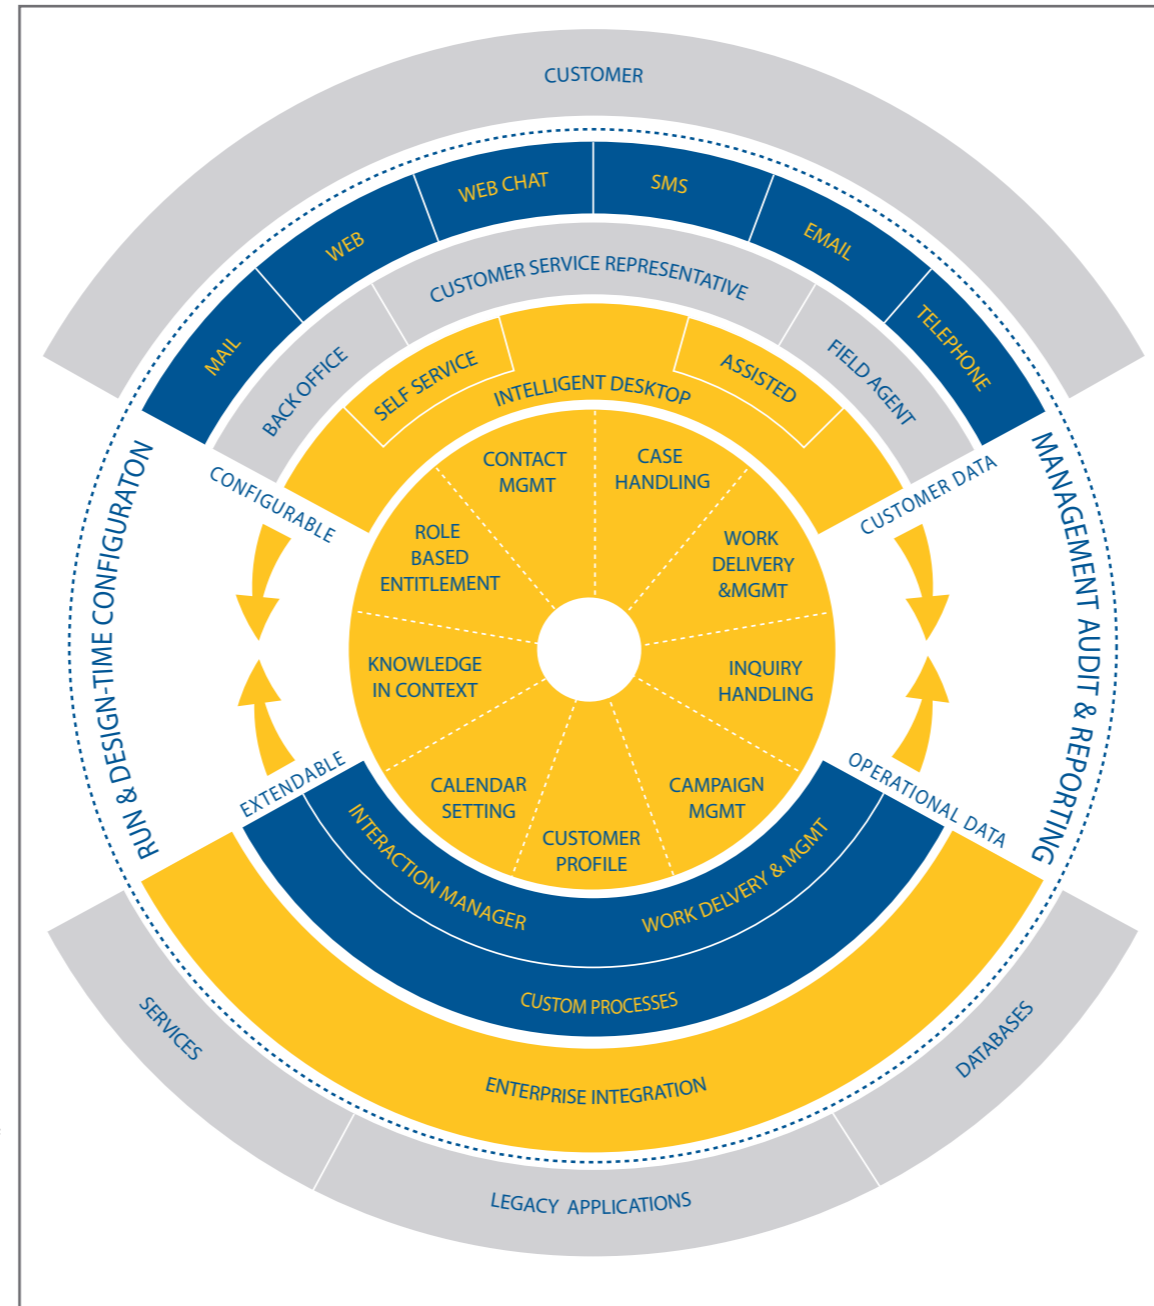 CUSTOMER
MAIL
WEB
WEB CHAT
SMS
EMAIL
TELEPHONE
BACK OFFICE
CUSTOMER SERVICE REPRESENTATIVE
FIELD AGENT
SELF SERVICE
INTELLIGENT DESKTOP
ASSISTED
CONFIGURABLE
CUSTOMER DATA
RUN & DESIGN-TIME CONFIGURATON
MANAGEMENT AUDIT & REPORTING
CONTACT
MGMT
CASE
HANDLING
ROLE
BASED
ENTITLEMENT
WORK
DELIVERY
&MGMT
KNOWLEDGE
IN CONTEXT
INQUIRY
HANDLING
CALENDAR
SETTING
CUSTOMER
PROFILE
CAMPAIGN
MGMT
EXTENDABLE
OPERATIONAL DATA
INTERACTION MANAGER
WORK DELVERY & MGMT
CUSTOM PROCESSES
ENTERPRISE INTEGRATION
SERVICES
LEGACY APPLICATIONS
DATABASES